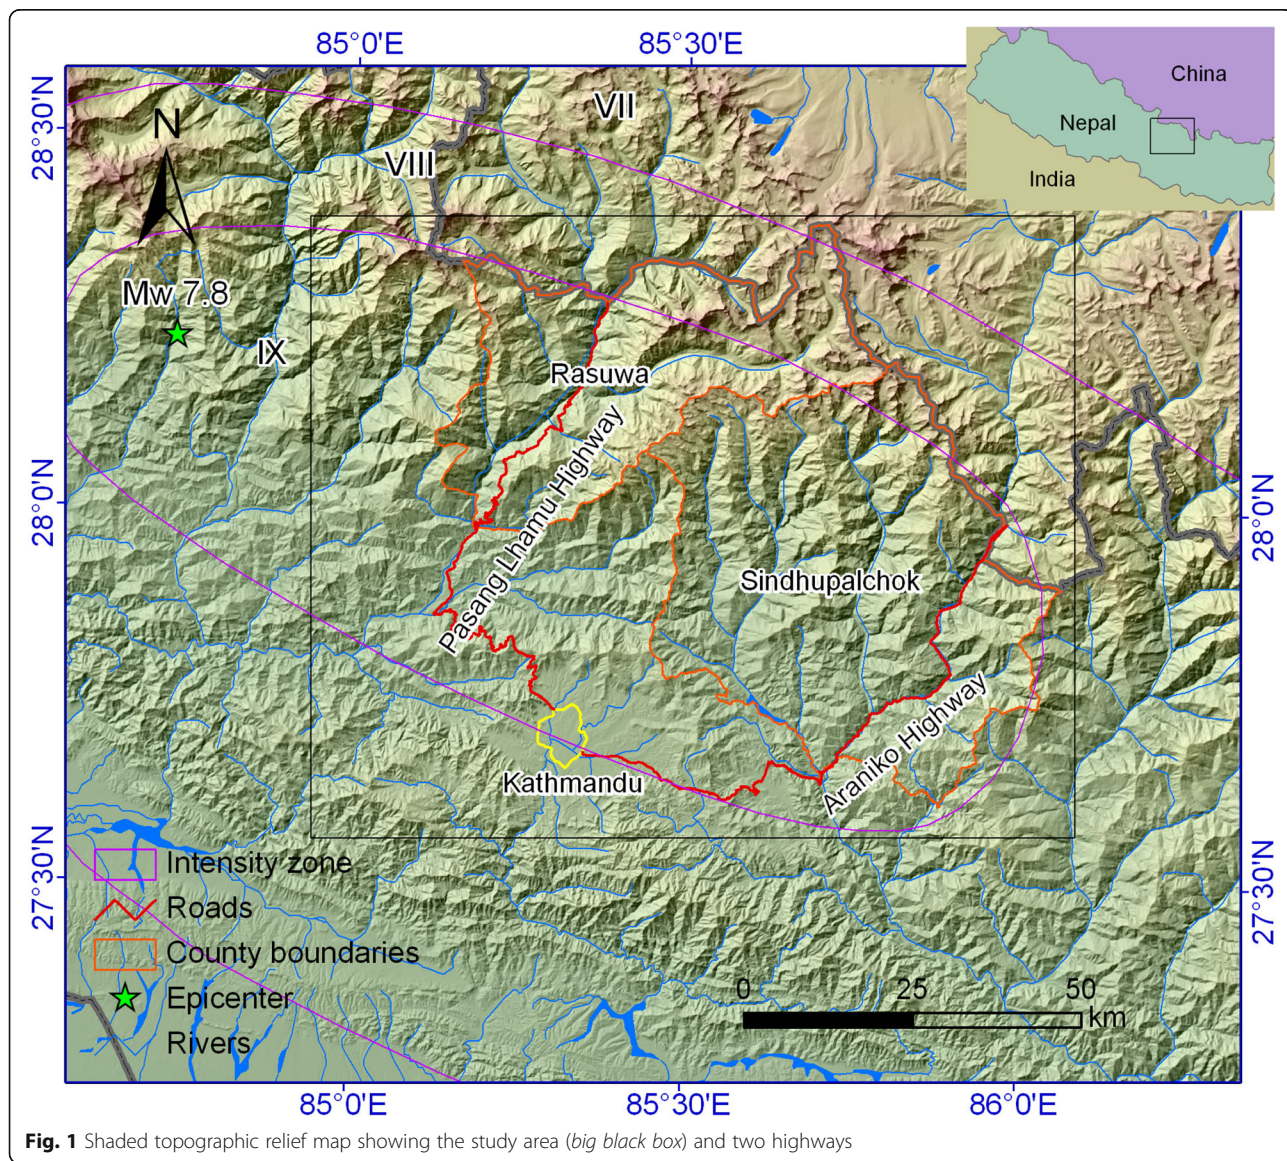 85°0'E
85°30'E
China
Nepal
India
28°30'N
N
VII
VIII
Mw 7.8
IX
Rasuwa
Pasang Lhamu Highway
28°0'N
28°0'N
Sindhupalchok
Araniko Highway
Kathmandu
27°30'N
27°30'N
Intensity zone
Roads
County boundaries
Epicenter
Rivers
0 25 50
km
85°0'E
85°30'E
86°0'E
Fig. 1 Shaded topographic relief map showing the study area (big black box) and two highways